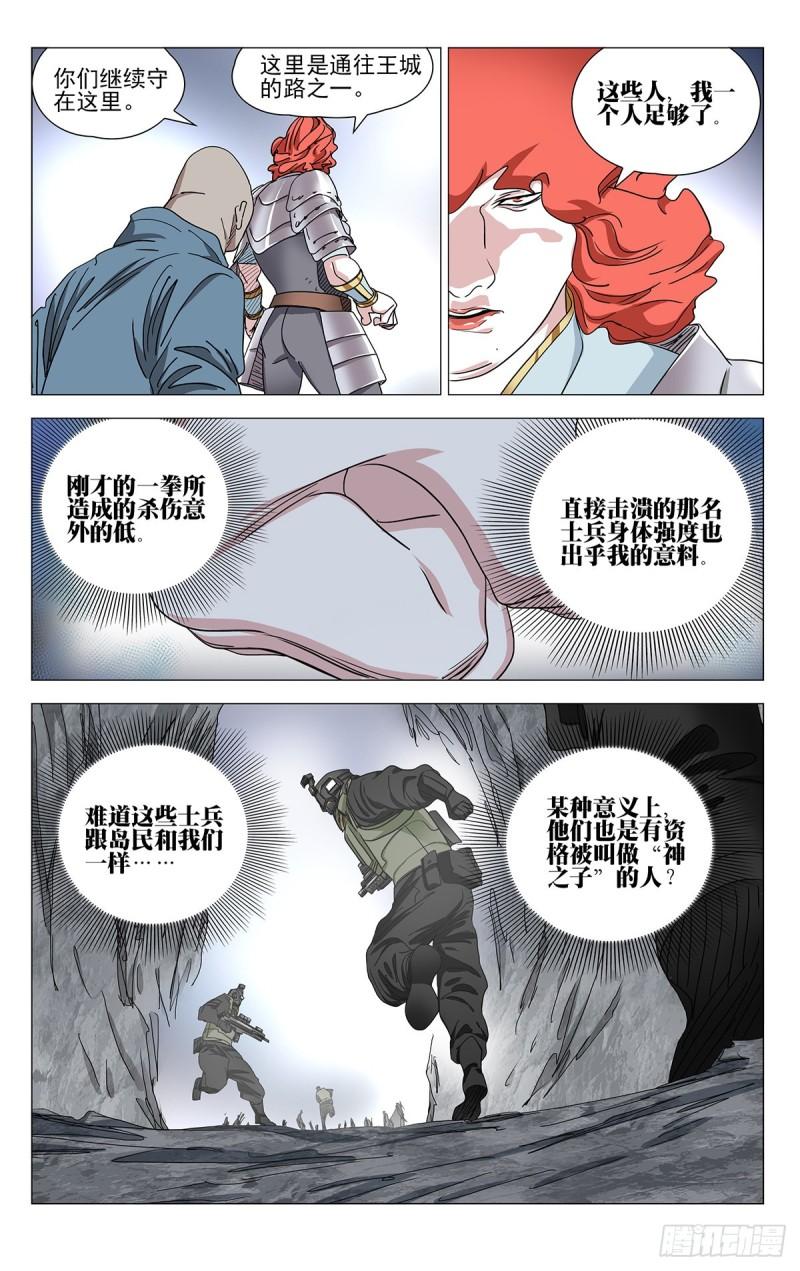 你们继续守
在这里。
这里是通往王城
的路之一。
这些人，我一
个人足够了。
刚才的一拳所
造成的杀伤意
外的低。
直接击溃的那名
士兵身体强度也
出乎我的意料。
难道这些士兵
跟岛民和我们
一样……
某种意义上，
他们也是有资
格被叫做“神
之子”的人？
腾讯动漫